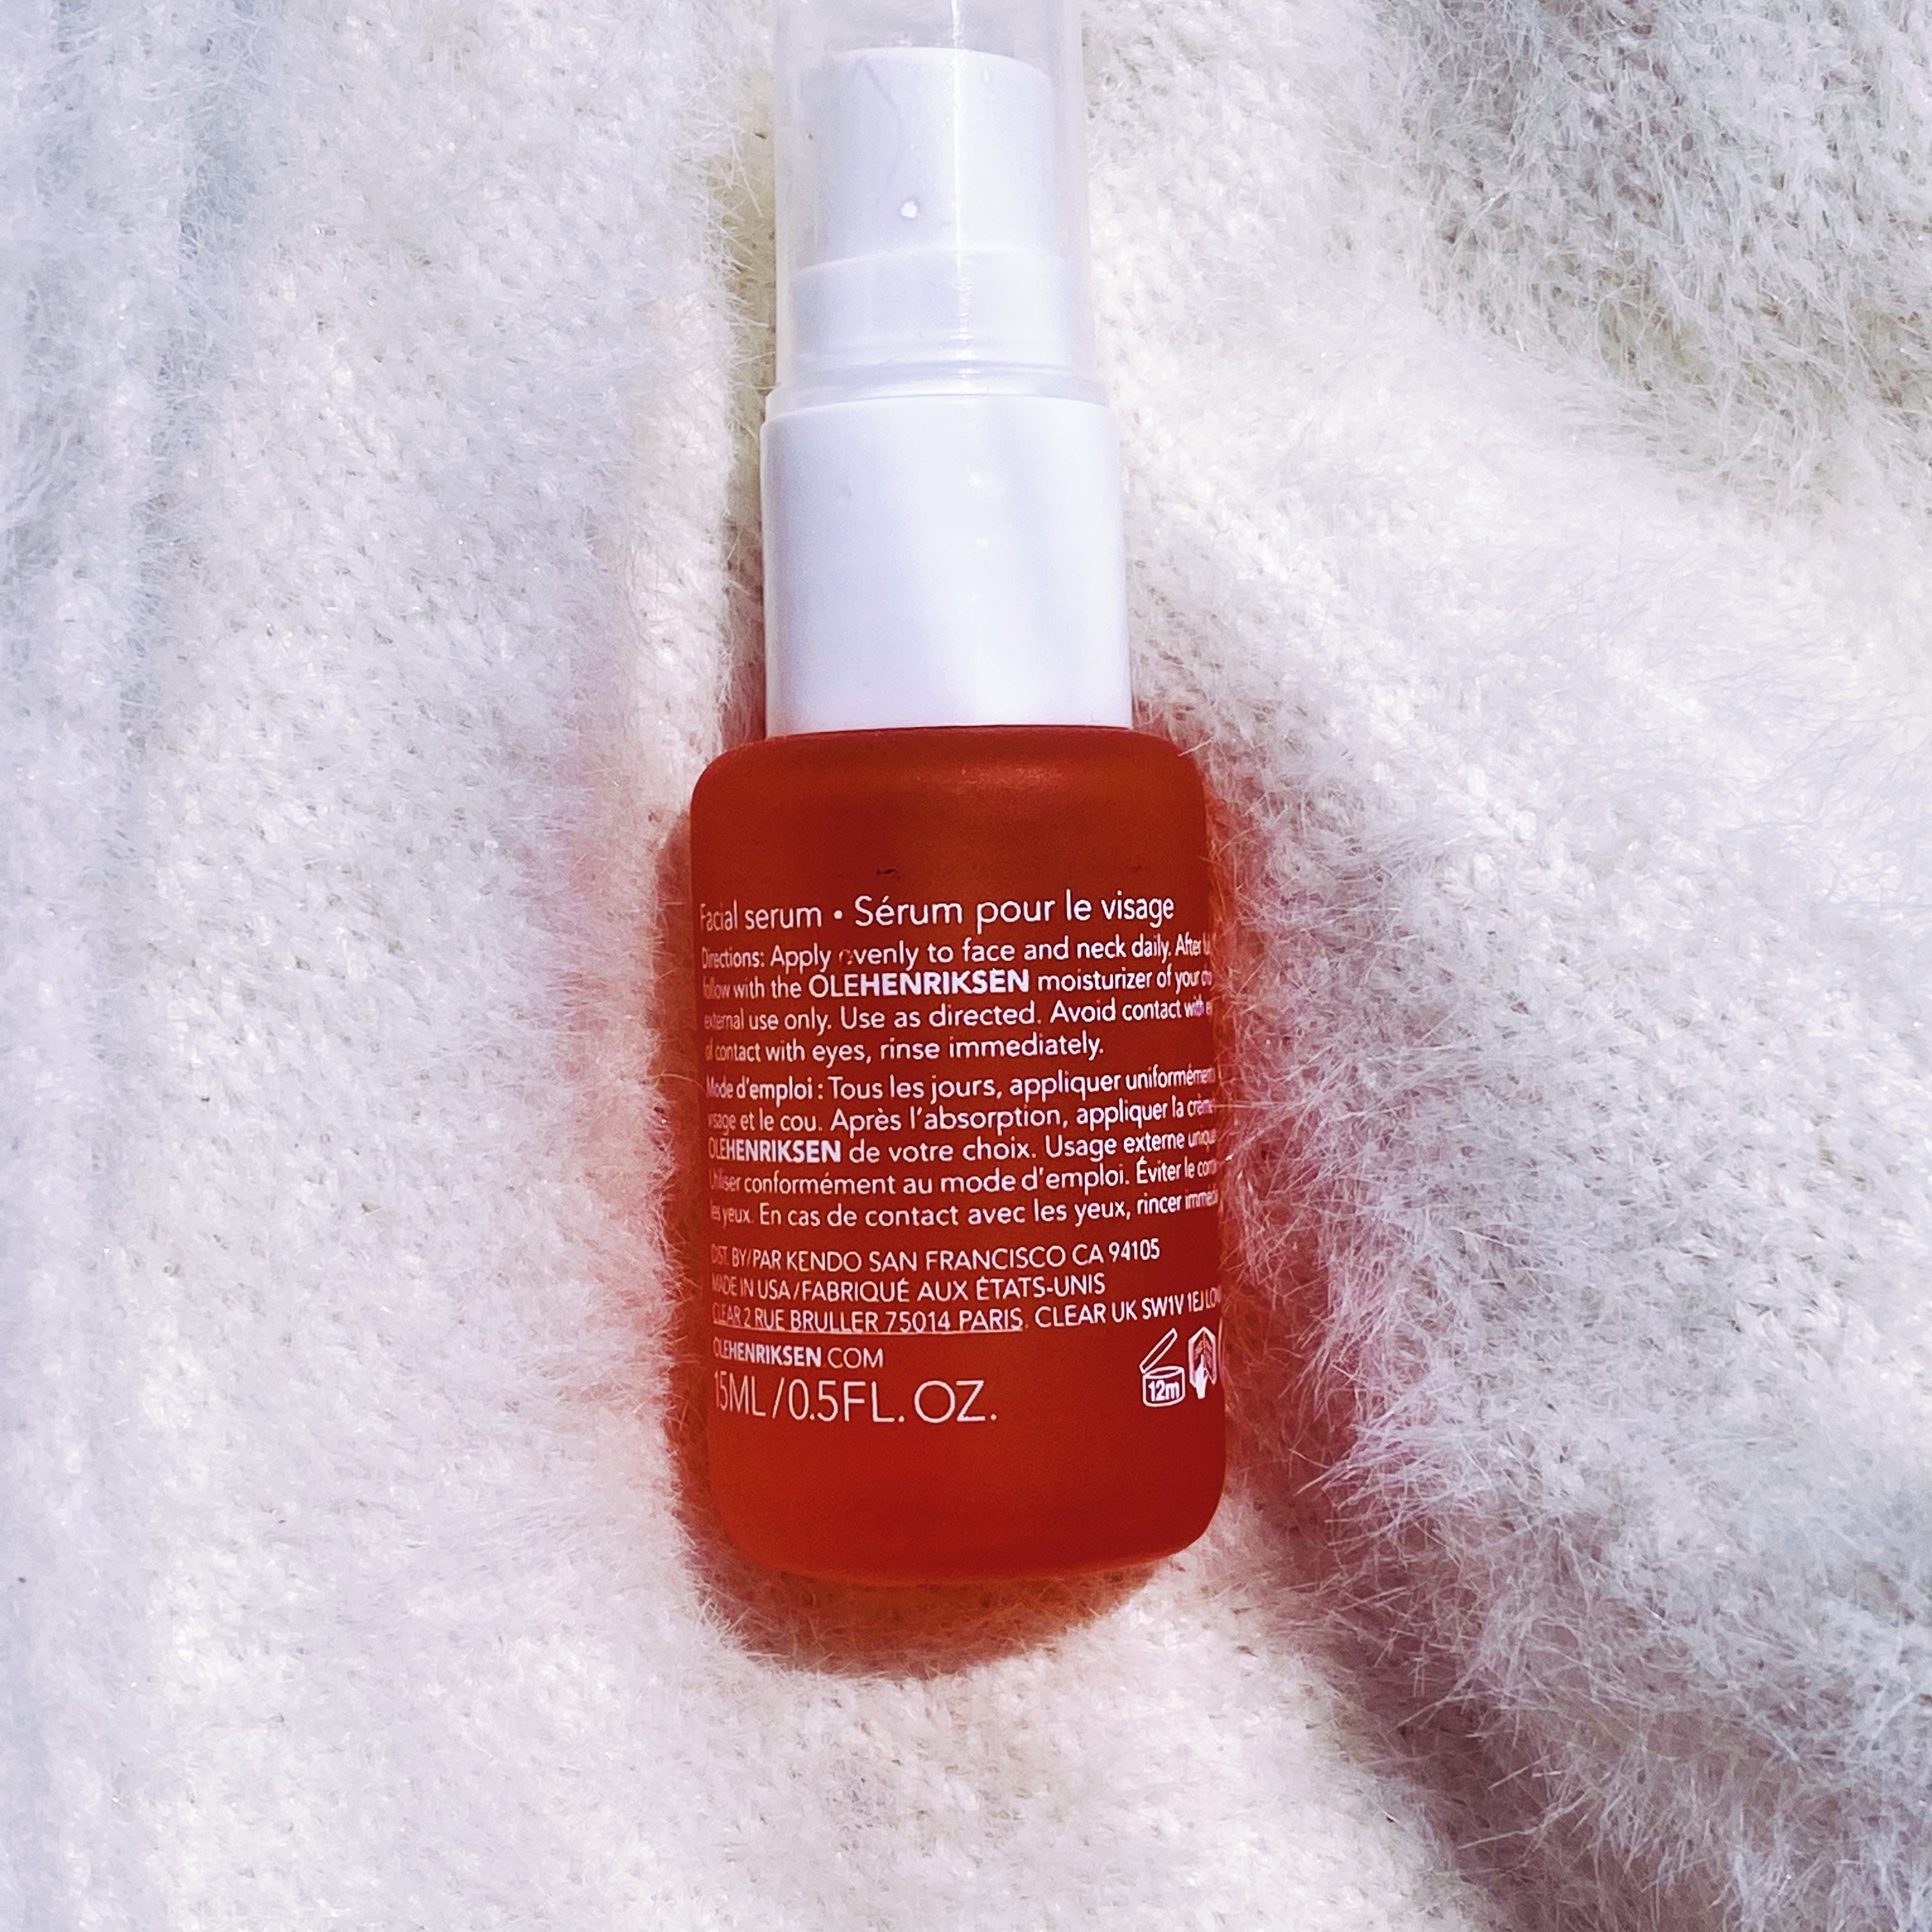 Facial serum • Sérum pour le visage
Directions: Apply evenly to face and neck daily. After
follow with the OLEHENRIKSEN moisturizer of your
external use only. Use as directed. Avoid contact with
of contact with eyes, rinse immediately.
Mode d'emploi : Tous les jours, appliquer uniformément
visage et le cou. Après l'absorption, appliquer la crème
OLEHENRIKSEN de votre choix. Usage externe
Utiliser conformément au mode d'emploi. Éviter le
les yeux. En cas de contact avec les yeux, rincer
DIST. BY/PAR KENDO SAN FRANCISCO CA 94105
MADE IN USA/FABRIQUÉ AUX ÉTATS-UNIS
CLEAR 2 RUE BRULLER 75014 PARIS. CLEAR UK SW1V 1EJ
OLEHENRIKSEN.COM
15ML/0.5FL. OZ.
12m